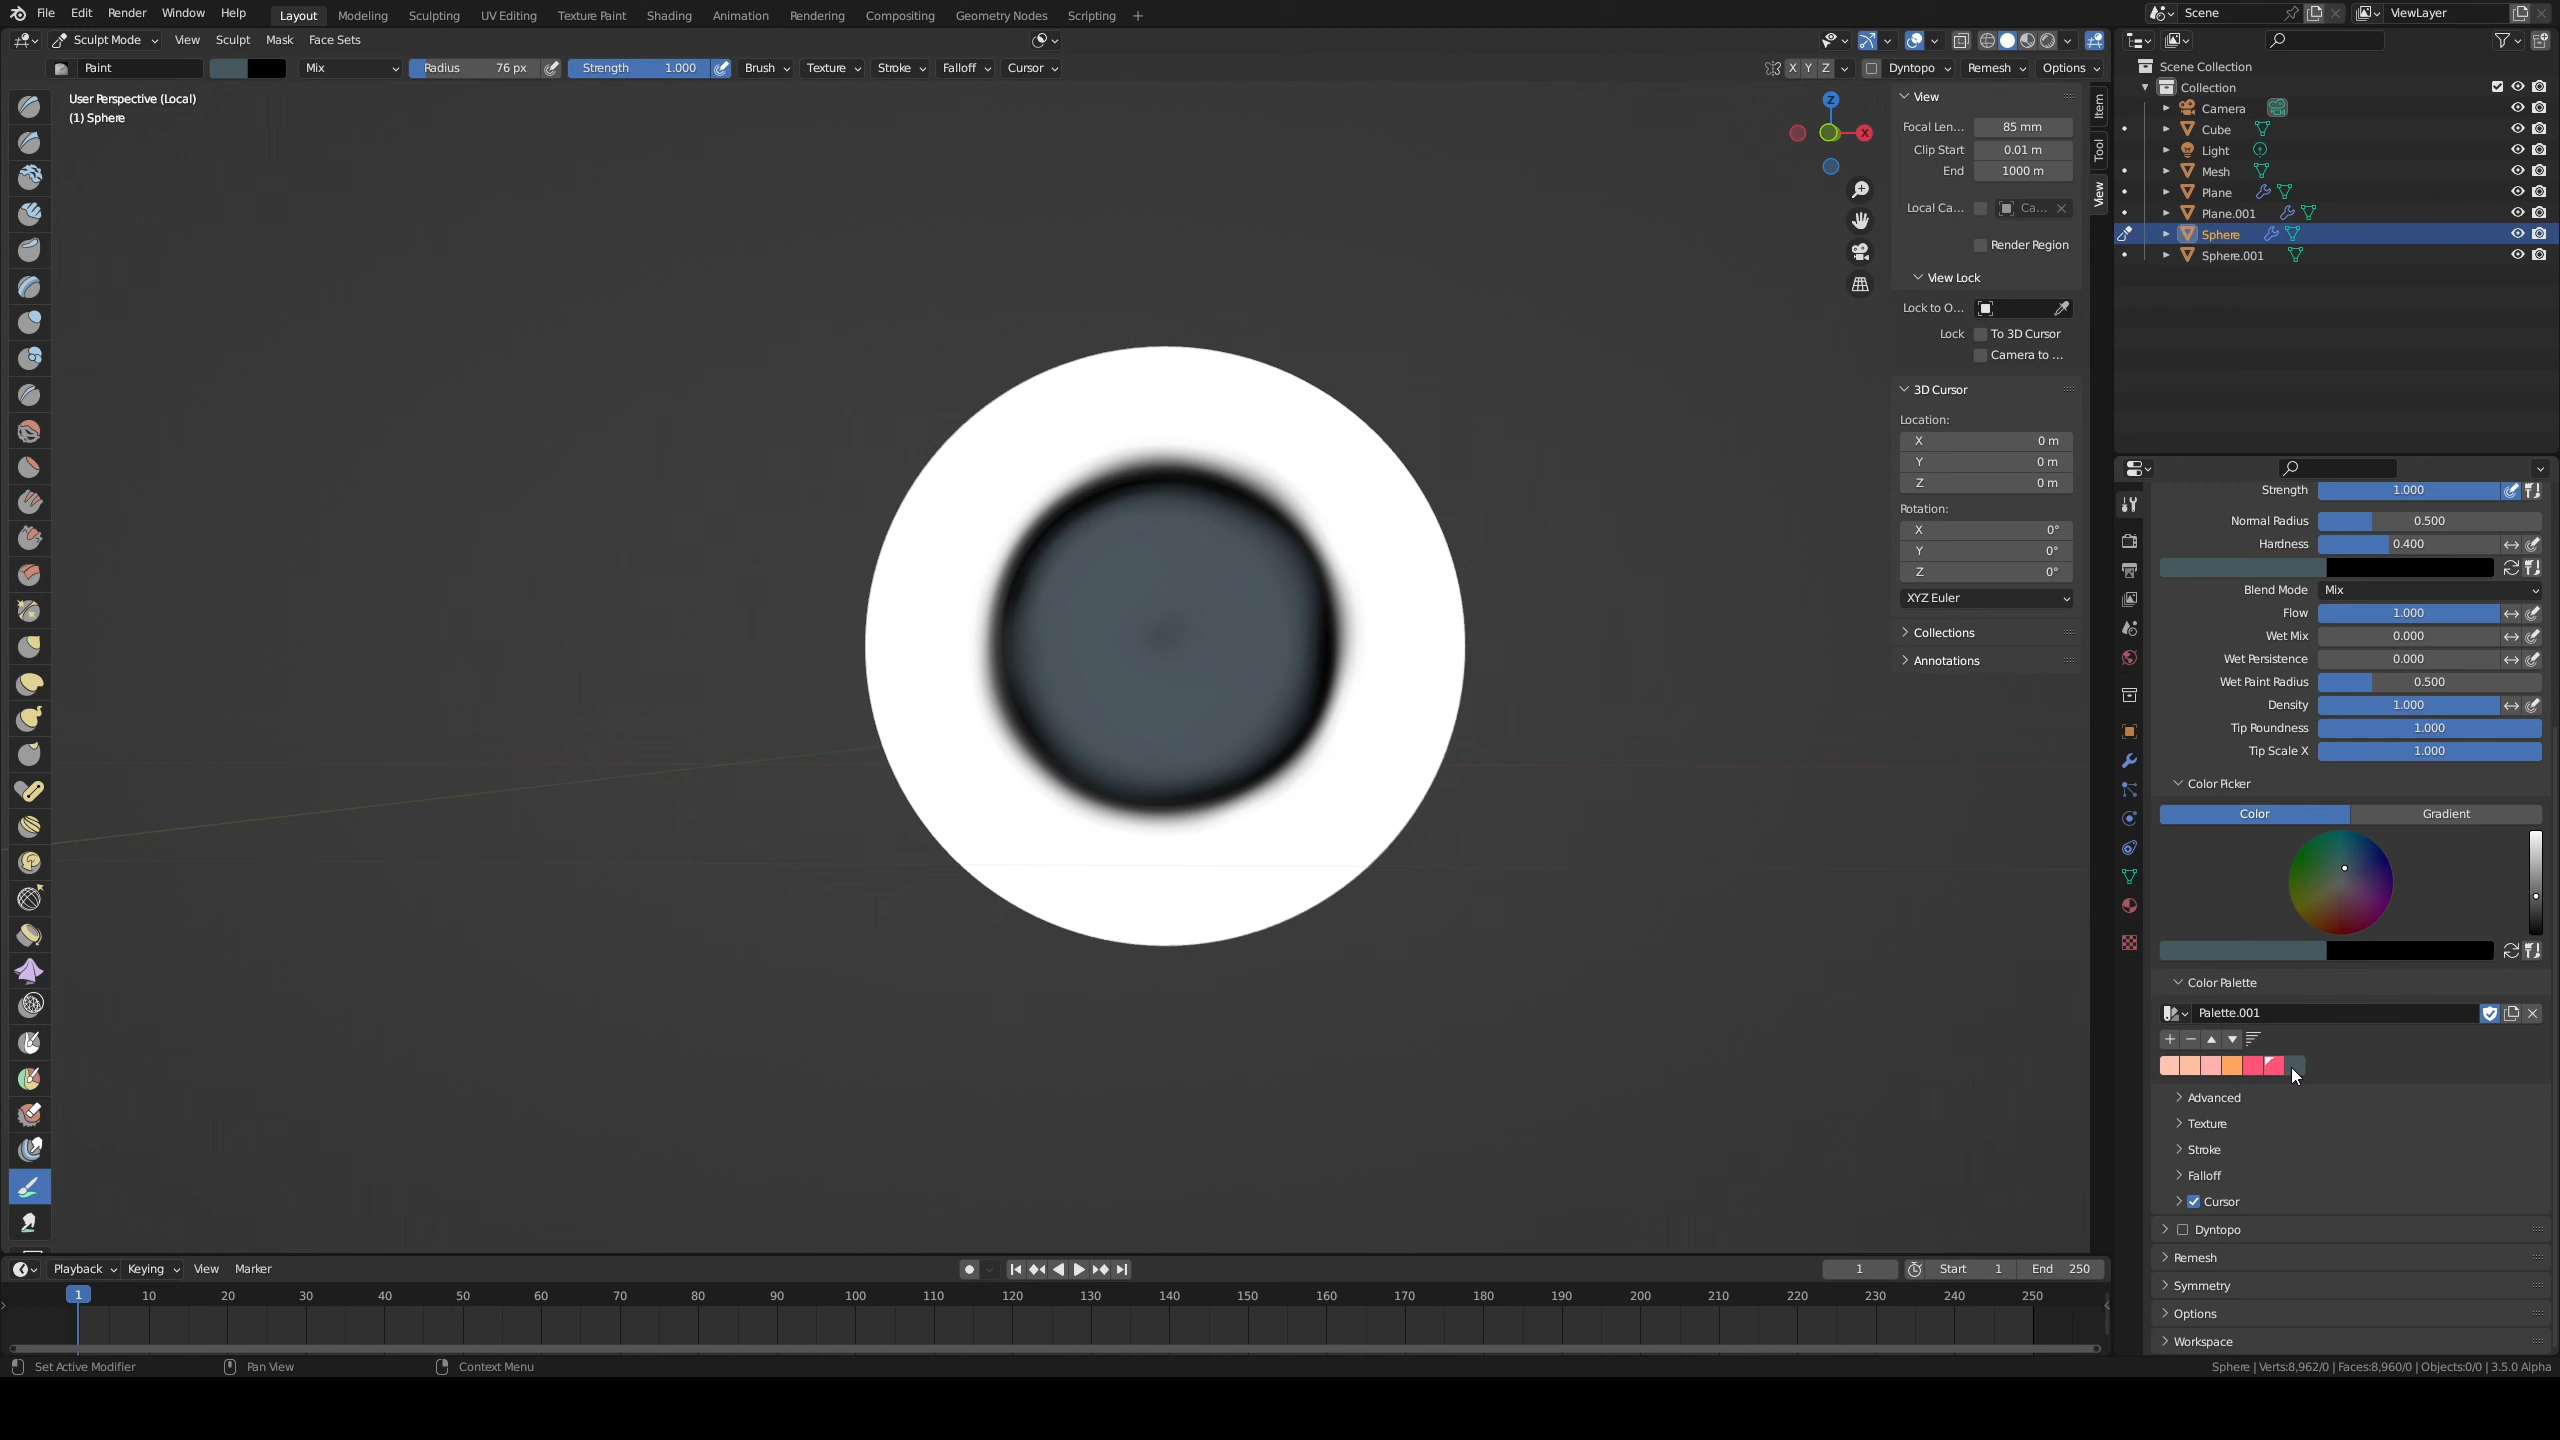 File Edit Render Window Help Layout Modeling Sculpting UV Editing Texture Paint Shading Animation Rendering Compositing Geometry Nodes Scripting + Scene ViewLayer
Sculpt Mode View Sculpt Mask Face Sets
Paint Mix Radius 76 px Strength 1.000 Brush Texture Stroke Falloff Cursor X Y Z Dyntopo Remesh Options
User Perspective (Local)
(1) Sphere
Z
X
View
Focal Len... 85 mm
Clip Start 0.01 m
End 1000 m
Local Ca... Ca...
Render Region
View Lock
Lock to O...
Lock To 3D Cursor
Camera to ...
3D Cursor
Location:
X 0 m
Y 0 m
Z 0 m
Rotation:
X 0°
Y 0°
Z 0°
XYZ Euler
Collections
Annotations
Item
Tool
View
Scene Collection
Collection
Camera
Cube
Light
Mesh
Plane
Plane.001
Sphere
Sphere.001
Strength 1.000
Normal Radius 0.500
Hardness 0.400
Blend Mode Mix
Flow 1.000
Wet Mix 0.000
Wet Persistence 0.000
Wet Paint Radius 0.500
Density 1.000
Tip Roundness 1.000
Tip Scale X 1.000
Color Picker
Color Gradient
Color Palette
Palette.001
Advanced
Texture
Stroke
Falloff
Cursor
Dyntopo
Remesh
Symmetry
Options
Workspace
Playback Keying View Marker 1 Start 1 End 250
1 10 20 30 40 50 60 70 80 90 100 110 120 130 140 150 160 170 180 190 200 210 220 230 240 250
Set Active Modifier Pan View Context Menu Sphere | Verts:8,962/0 | Faces:8,960/0 | Objects:0/0 | 3.5.0 Alpha